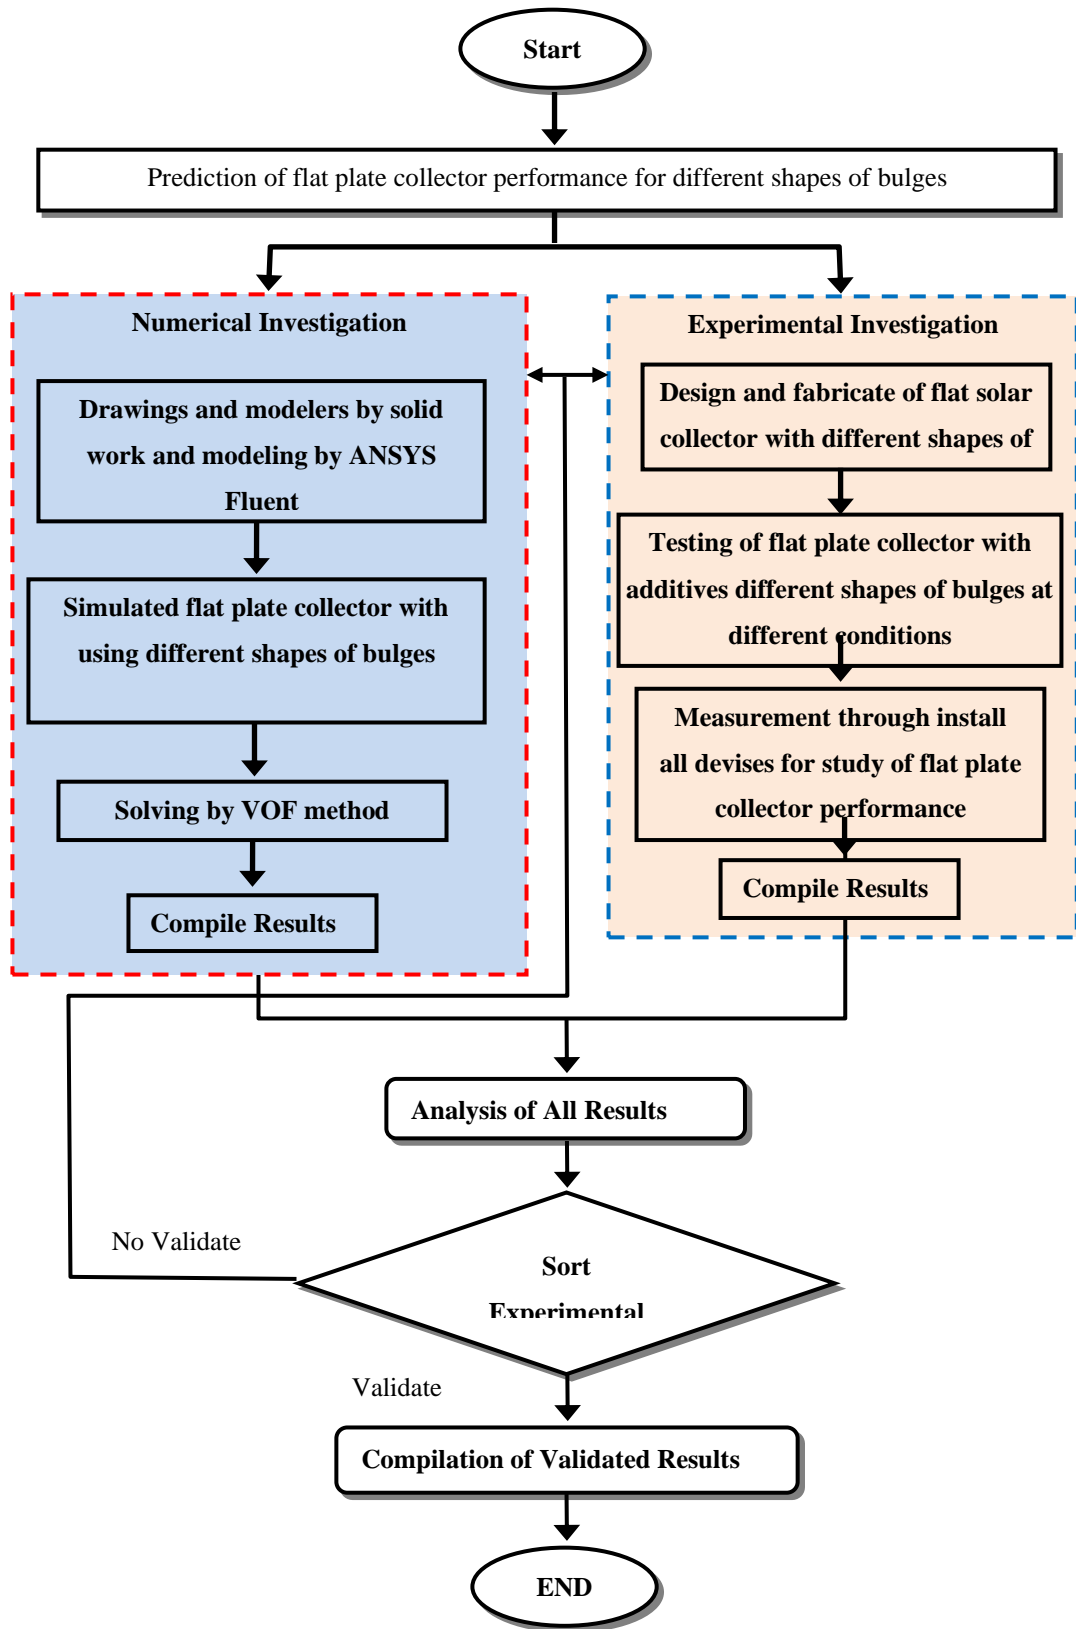 Start
Prediction of flat plate collector performance for different shapes of bulges
Numerical Investigation
Drawings and modelers by solid
work and modeling by ANSYS
Fluent
Simulated flat plate collector with
using different shapes of bulges
Solving by VOF method
Compile Results
Experimental Investigation
Design and fabricate of flat solar
collector with different shapes of
Testing of flat plate collector with
additives different shapes of bulges at
different conditions
Measurement through install
all devises for study of flat plate
collector performance
Compile Results
Analysis of All Results
No Validate
Sort
Experimental
Validate
Compilation of Validated Results
END